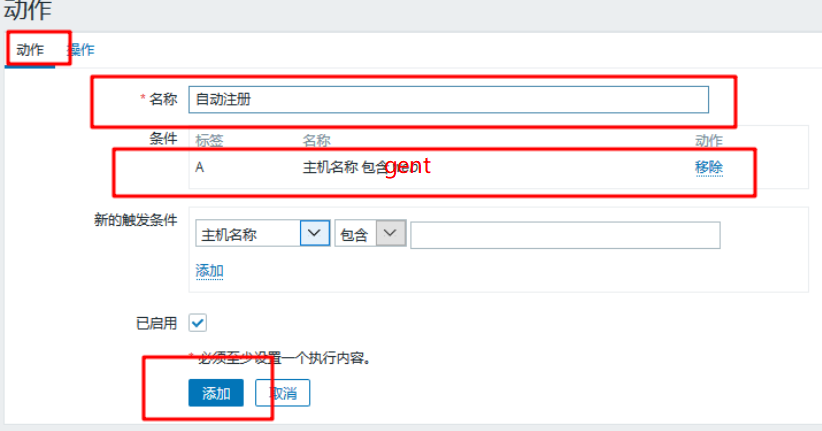 动作
动作 操作
* 名称 自动注册
条件 标签 名称 动作
A 主机名称 包含 gent 移除
新的触发条件
主机名称 包含
添加
已启用
* 必须至少设置一个执行内容。
添加 取消